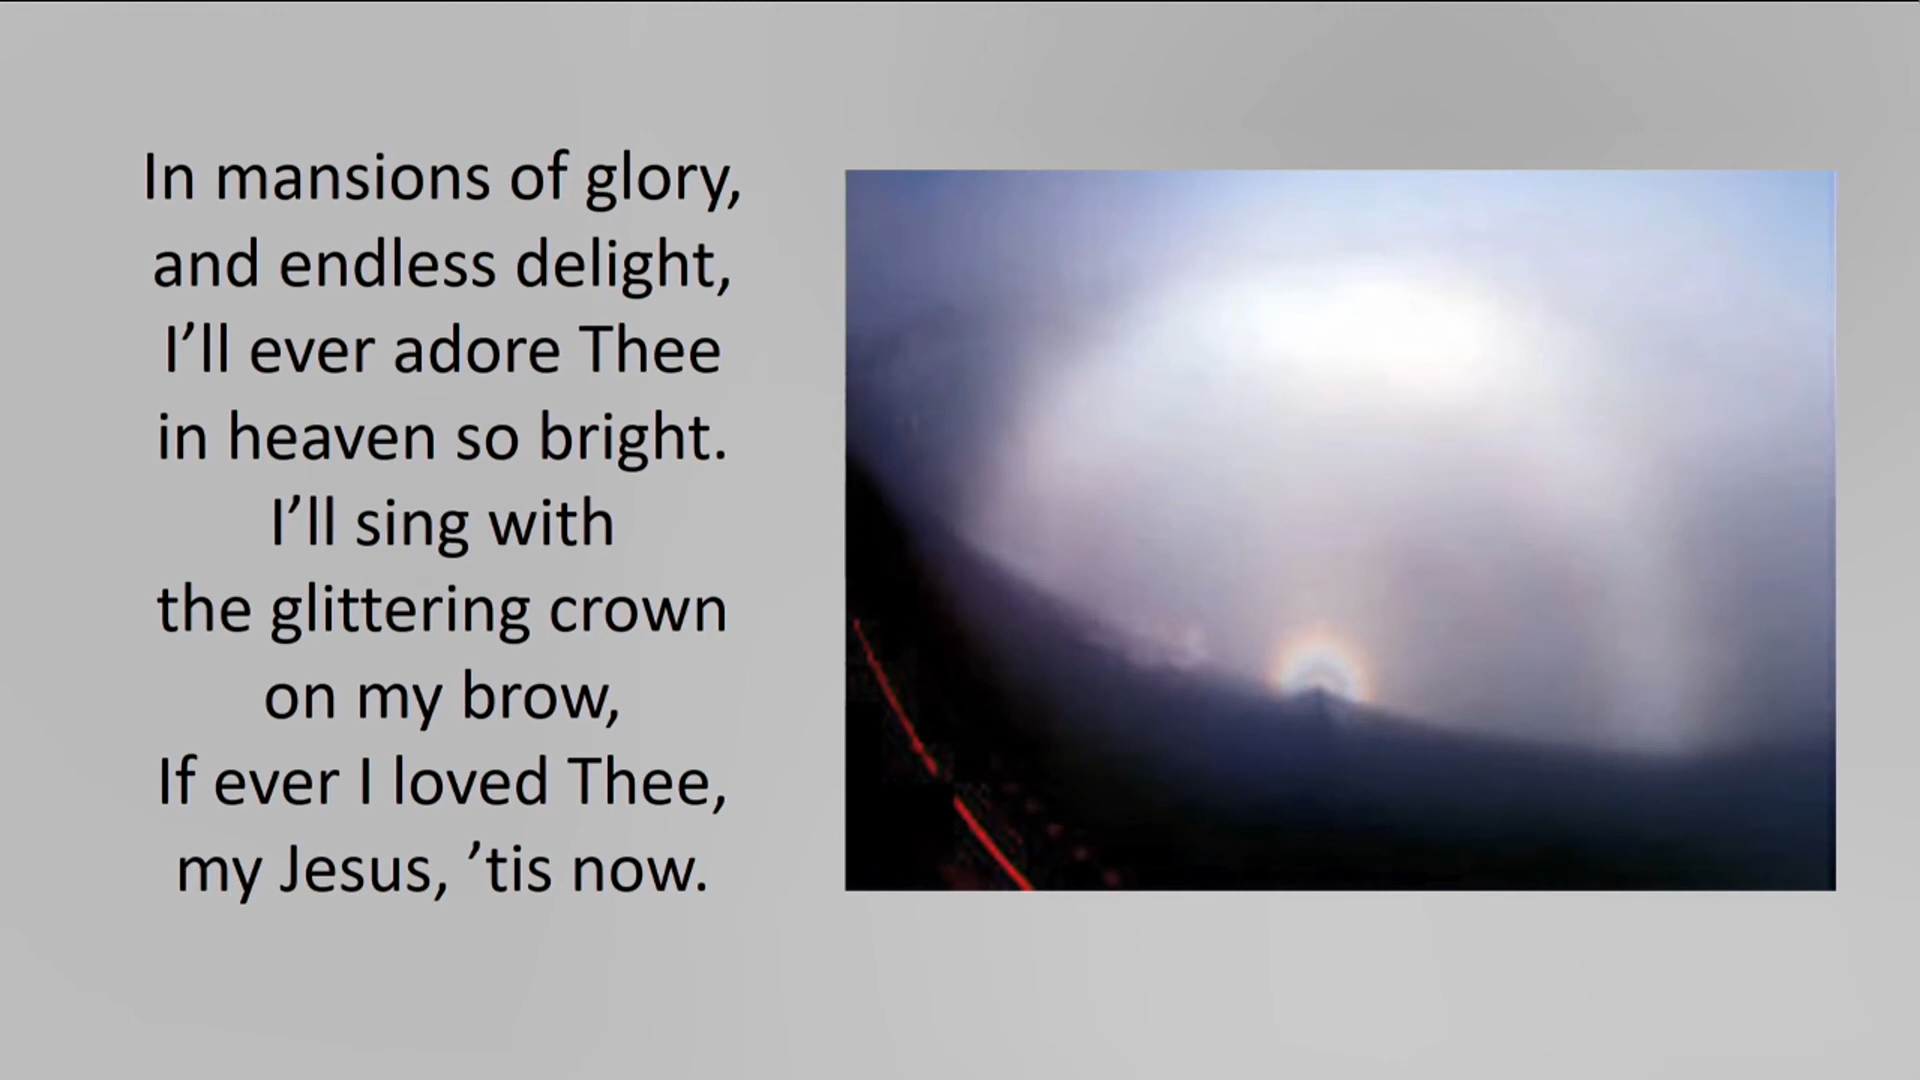 In mansions of glory,
and endless delight,
I’ll ever adore Thee
in heaven so bright.
I’ll sing with
the glittering crown
on my brow,
If ever I loved Thee,
my Jesus, ’tis now.